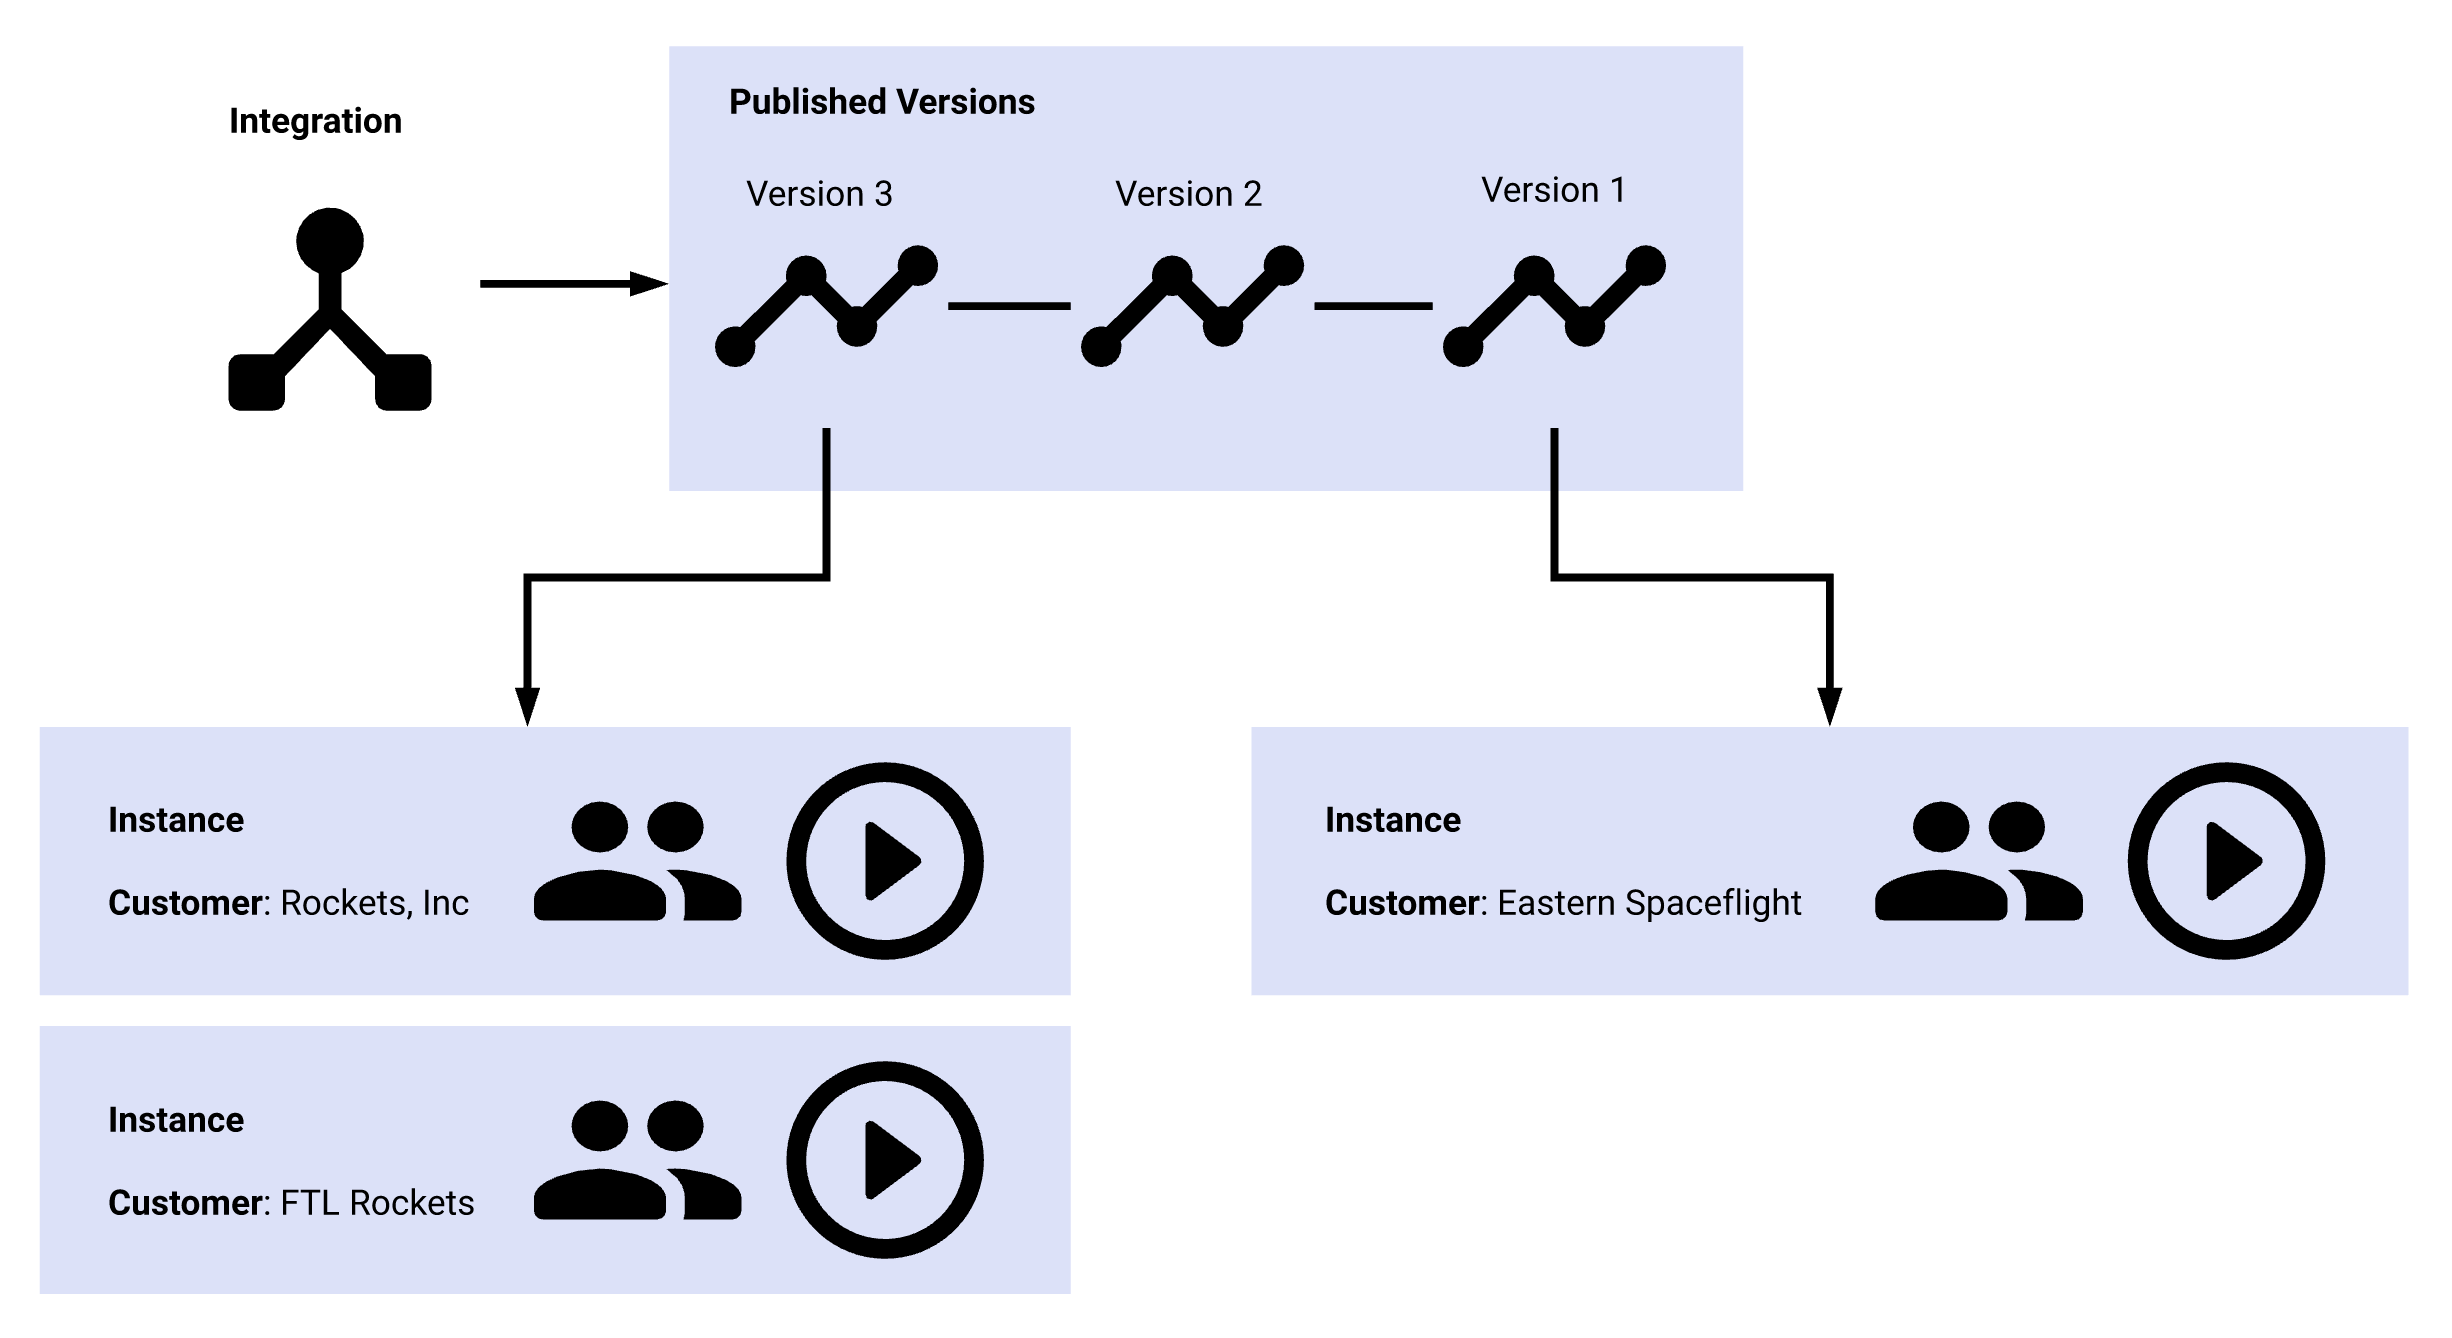 Integration
Published Versions
Version 3
Version 2
Version 1
Instance
Customer: Rockets, Inc
Instance
Customer: Eastern Spaceflight
Instance
Customer: FTL Rockets